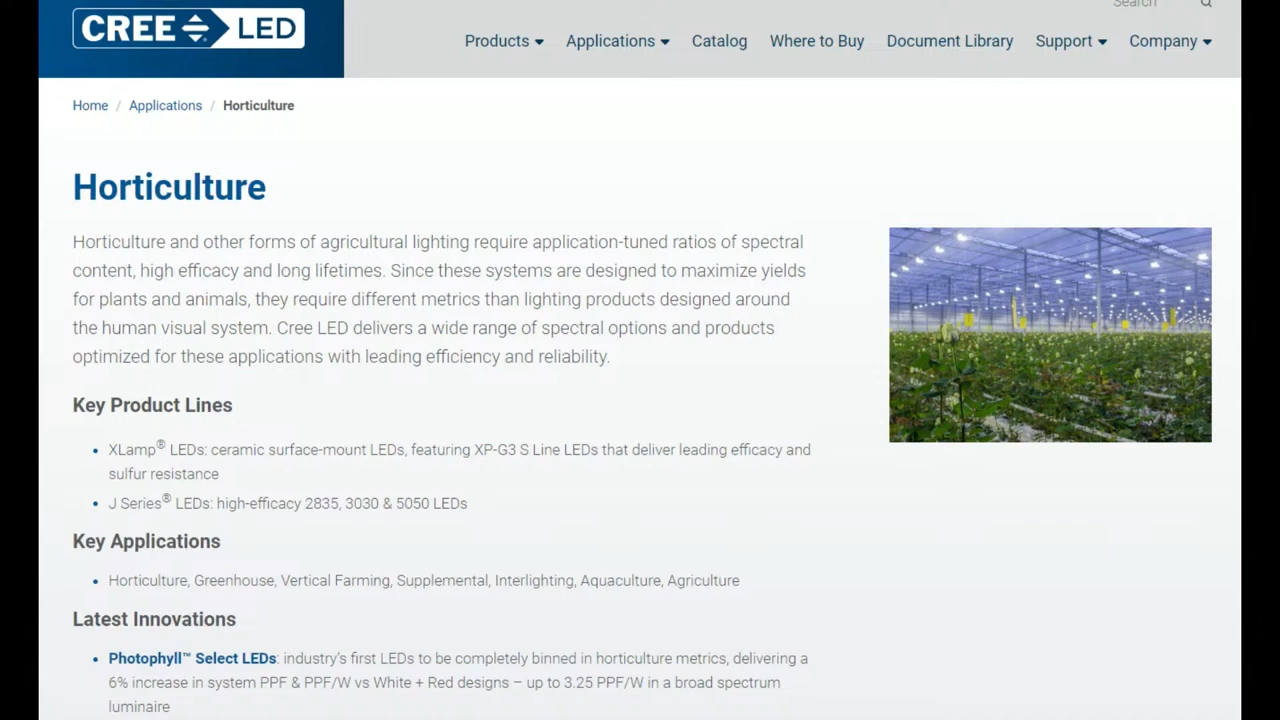 Search
CREE LED
Products Applications Catalog Where to Buy Document Library Support Company
Home / Applications / Horticulture
Horticulture
Horticulture and other forms of agricultural lighting require application-tuned ratios of spectral
content, high efficacy and long lifetimes. Since these systems are designed to maximize yields
for plants and animals, they require different metrics than lighting products designed around
the human visual system. Cree LED delivers a wide range of spectral options and products
optimized for these applications with leading efficiency and reliability.
Key Product Lines
• XLamp® LEDs: ceramic surface-mount LEDs, featuring XP-G3 S Line LEDs that deliver leading efficacy and
sulfur resistance
• J Series® LEDs: high-efficacy 2835, 3030 & 5050 LEDs
Key Applications
• Horticulture, Greenhouse, Vertical Farming, Supplemental, Interlighting, Aquaculture, Agriculture
Latest Innovations
• Photophyll™ Select LEDs: industry's first LEDs to be completely binned in horticulture metrics, delivering a
6% increase in system PPF & PPF/W vs White + Red designs – up to 3.25 PPF/W in a broad spectrum
luminaire